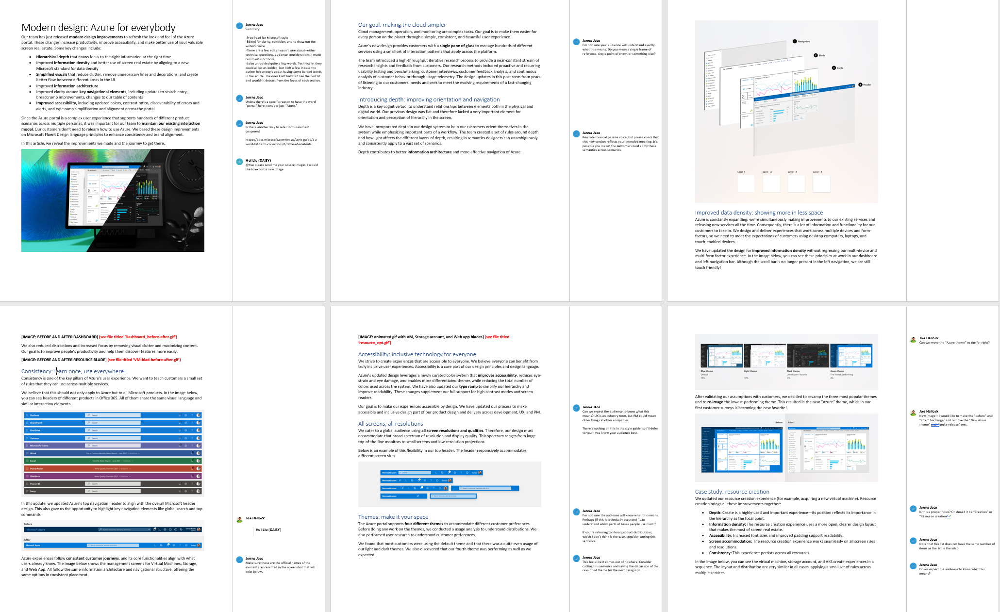 Modern design: Azure for everybody
Our team has just released modern design improvements to refresh the look and feel of the Azure
portal. These changes increase productivity, improve accessibility, and make better use of your valuable
screen real estate. Some key changes include:
• Hierarchical depth that draws focus to the right information at the right time
• Improved information density and better use of screen real estate by aligning to a new
Microsoft standard for data density
• Simplified visuals that reduce clutter, remove unnecessary lines and decorations, and create
better flow between different areas in the UI
• Improved information architecture
• Improved clarity around key navigational elements, including updates to search entry,
breadcrumb improvements, changes to our table of contents
• Improved accessibility, including updated colors, contrast ratios, discoverability of errors and
alerts, and type ramp simplification and alignment across the portal
Since the Azure portal is a complex user experience that supports hundreds of different product
scenarios across multiple personas, it was important for our team to maintain our existing interaction
model. Our customers don't need to relearn how to use Azure. We based these design improvements
on Microsoft Fluent Design language principles to enhance consistency and brand alignment.
In this article, we reveal the improvements we made and the journey to get there.
JJ
Jenna Jaco
Summary:
-Proofread for Microsoft style
-Edited for clarity, concision, and to draw out the
writer's voice
-There are a few edits I wasn't sure about--either
technical questions, audience considerations. I made
comments for those.
-I also un-bolded quite a few words. Technically, they
could all be un-bolded, but I left a few in case the
author felt strongly about having some bolded words
in the article. The ones I left bold felt like the best fit
and wouldn't detract from the focus of each section.
JJ
Jenna Jaco
Unless there's a specific reason to have the word
"portal" here, consider just "Azure."
JJ
Jenna Jaco
Is there another way to refer to this element
onscreen?
https://docs.microsoft.com/en-us/style-guide/a-z-
word-list-term-collections/t/table-of-contents
HL
Hui Liu (DAISY)
@Yue please send me your source images. I would
like to export a new image
Our goal: making the cloud simpler
Cloud management, operation, and monitoring are complex tasks. Our goal is to make them easier for
every person on the planet through a simple, consistent, and beautiful user experience.
Azure's new design provides customers with a single pane of glass to manage hundreds of different
services using a small set of interaction patterns that apply across the platform.
The team introduced a high-throughput iterative research process to provide a near-constant stream of
research insights and feedback from customers. Our research methods included proactive and recurring
usability testing and benchmarking, customer interviews, customer feedback analysis, and continuous
analysis of customer behavior through usage telemetry. The design updates in this post stem from years
of listening to our customers' needs and seek to meet the evolving requirements of a fast-changing
industry.
Introducing depth: improving orientation and navigation
Depth is a key cognitive tool to understand relationships between elements both in the physical and
digital world. Our previous design was flat and therefore lacked a very important element for
orientation and perception of hierarchy in the screen.
We have incorporated depth in our design system to help our customers orient themselves in the
system while emphasizing important parts of a workflow. The team created a set of rules around depth
and how light affects the different layers of depth, resulting in semantics designers can unambiguously
and consistently apply to a vast set of scenarios.
Depth contributes to better information architecture and more effective navigation of Azure.
JJ
Jenna Jaco
I'm not sure your audience will understand exactly
what this means. Do you mean a single frame of
reference, single point of entry, or something else?
JJ
Jenna Jaco
Rewrote to avoid passive voice, but please check that
this new version reflects your intended meaning. It's
possible you meant the customer could apply these
semantics across scenarios.
1 Navigation
2 Blade
3 Cards
4 Header
Level 1
Level - 2
Level - 3
Level - 4
Improved data density: showing more in less space
Azure is constantly expanding: we're simultaneously making improvements to our existing services and
releasing new services all the time. Consequently, there is a lot of information and functionality for our
customers to take in. We design and deliver experiences that work across multiple devices and form-
factors, so we need to meet the expectations of customers using desktop computers, laptops, and
touch-enabled devices.
We have updated the design for improved information density without regressing our multi-device and
multi-form factor experience. In the image below, you can see these principles at work in our dashboard
and left navigation bar. Although the scroll bar is no longer present in the left navigation, we are still
touch friendly!
[IMAGE: BEFORE AND AFTER DASHBOARD] (see file titled 'Dashboard_before-after.gif')
We also reduced distractions and increased focus by removing visual clutter and maximizing content.
Our goal is to improve people's productivity and help them discover features more easily.
[IMAGE: BEFORE AND AFTER RESOURCE BLADE] (see file titled 'VM-blad-before-after.gif')
Consistency: learn once, use everywhere!
Consistency is one of the key pillars of Azure's user experience. We want to teach customers a small set
of rules that they can use across multiple services.
We believe that this should not only apply to Azure but to all Microsoft products. In the image below,
you can see headers of different products in Office 365. All of them share the same visual language and
similar interaction elements.
Outlook Search
SharePoint Search
OneDrive Search
Yammer Search
Microsoft Teams Search
Word City of Contoso Monthly Water Report - June 2017 • OneDrive
Excel Monthly Water Report - June 2017 • OneDrive
PowerPoint Water Quality Overview 2017 • OneDrive
OneNote Water Quality Overview 2017 • OneDrive
Power BI Search
Sway Search
In this update, we updated Azure's top navigation header to align with the overall Microsoft header
design. This also gave us the opportunity to highlight key navigation elements like global search and top
commands.
Before
Microsoft Azure
After
Microsoft Azure
Azure experiences follow consistent customer journeys, and its core functionalities align with what
users already know. The image below shows the management screens for Virtual Machines, Storage,
and Web App. All follow the same information architecture and navigational structure, offering the
same options in consistent placement.
Joe Hallock
Hui Liu (DAISY)
JJ
Jenna Jaco
Make sure these are the official names of the
elements represented in the screenshot that will
exist below.
[IMAGE: animated gif with VM, Storage account, and Web app blades] (see file titled
'resource_opt.gif')
Accessibility: inclusive technology for everyone
We strive to create experiences that are accessible to everyone. We believe everyone can benefit from
truly inclusive user experiences. Accessibility is a core part of our design principles and design language.
Azure's updated design leverages a newly curated color system that improves accessibility, reduces eye-
strain and eye damage, and enables more differentiated themes while reducing the total number of
colors used across the system. We have also updated our type ramp to simplify our hierarchy and
improve readability. These changes supplement our full support for high contrast modes and screen
readers.
Our goal is to make our experiences accessible by design. We have updated our process to make
accessible and inclusive design part of our product design and delivery across development, UX, and PM.
All screens, all resolutions
We cater to a global audience using all screen resolutions and qualities. Therefore, our design must
accommodate that broad spectrum of resolution and display quality. This spectrum ranges from large
top-of-the-line monitors to small screens and low-resolution projections.
Below is an example of this flexibility in our top header. The header responsively accommodates
different screen sizes.
Microsoft Azure Search Tomas
Microsoft Azure Tomas
Microsoft Azure
Microsoft Azure
Themes: make it your space
The Azure portal supports four different themes to accommodate different customer preferences.
Before doing any work on the themes, we conducted a usage analysis to understand distributions. We
also performed user research to understand customer preferences.
We found that most customers were using the default theme and that there was a quite even usage of
our light and dark themes. We also discovered that our fourth theme was performing as well as we
expected.
JJ
Jenna Jaco
Can we expect the audience to know what this
means? UX is an industry term, but PM could mean
other things at other companies.
There's nothing on this in the style guide, so I'll defer
to you – you know your audience best.
JJ
Jenna Jaco
I'm not sure the audience will know what this means.
Perhaps (if this is technically accurate) "...to
understand which parts of Azure people use most."
If you're referring to literal product distributions,
which I don't think is the case, consider cutting this
sentence.
JJ
Jenna Jaco
This feels like it comes out of nowhere. Consider
cutting this sentence and saving the discussion of the
revamped theme for the next paragraph.
Blue theme
Default
78%
Light theme
10%
Dark theme
Developers' favorite
8%
Azure theme
The lowest performing
4%
After validating our assumptions with customers, we decided to revamp the three most popular themes
and to re-image the lowest-performing theme. This resulted in the new "Azure" theme, which in our
first customer surveys is becoming the new favorite!
Before
After
Case study: resource creation
We updated our resource creation experience (for example, acquiring a new virtual machine). Resource
creation brings all these improvements together:
• Depth: Create is a highly-used and important experience—its position reflects its importance in
the hierarchy as the focal point.
• Information density: The resource creation experience uses a more open, clearer design layout
that makes the most of screen real estate.
• Accessibility: Increased font sizes and improved padding support readability.
• Screen accommodation: The resource creation experience works seamlessly on all screen sizes
and resolutions.
• Consistency: This experience persists across all resources.
In the image below, you can see the virtual machine, storage account, and AKS create experiences in a
sequence. The layout and distribution are very similar in all cases, applying a small set of rules across
multiple services.
Joe Hallock
Can we move the "Azure theme" to the far right?
Joe Hallock
New image – I would like to make the "before" and
"after" text larger and remove the "New Azure
theme" and "Ignite release" text.
JJ
Jenna Jaco
Is this a proper noun? Or should it be "Creation" or
"Resource creation"?
JJ
Jenna Jaco
Note that this list does not have the same number of
items as the list in the intro.
JJ
Jenna Jaco
Do we expect the audience to know what this
means?